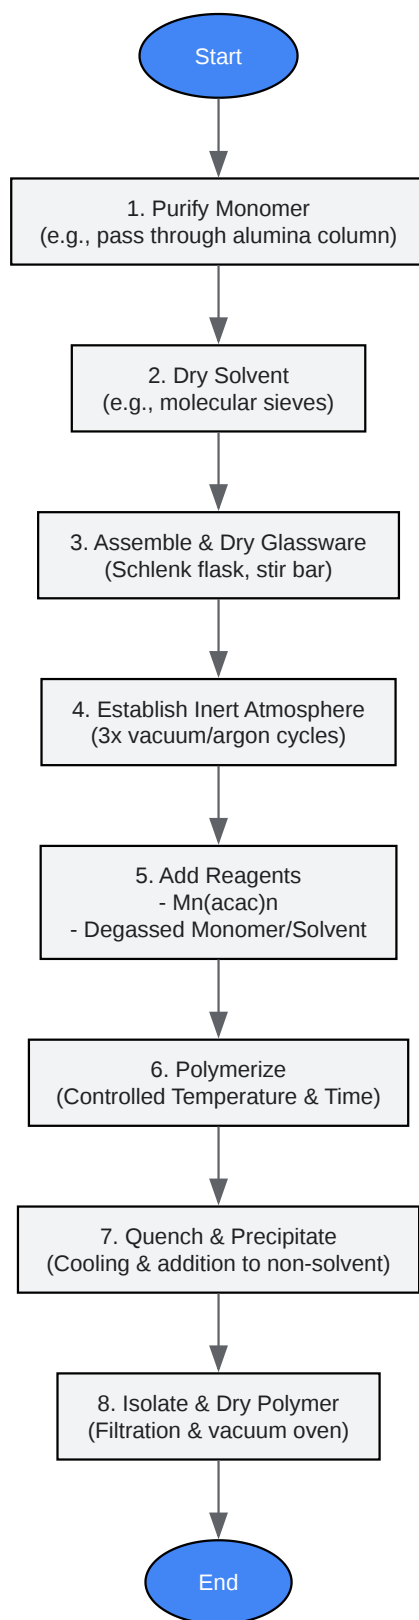 Start
1. Purify Monomer
(e.g., pass through alumina column)
2. Dry Solvent
(e.g., molecular sieves)
3. Assemble & Dry Glassware
(Schlenk flask, stir bar)
4. Establish Inert Atmosphere
(3x vacuum/argon cycles)
5. Add Reagents
- Mn(acac)n
- Degassed Monomer/Solvent
6. Polymerize
(Controlled Temperature & Time)
7. Quench & Precipitate
(Cooling & addition to non-solvent)
8. Isolate & Dry Polymer
(Filtration & vacuum oven)
End